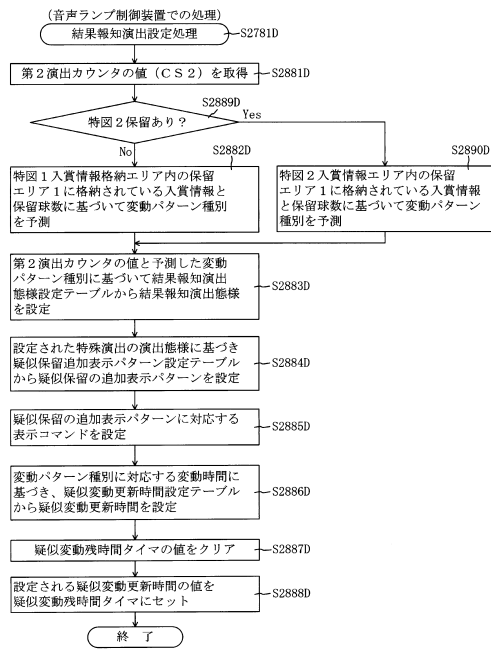 (音声ランプ制御装置での処理)
結果報知演出設定処理
S2781D
第2演出カウンタの値(CS2)を取得
S2881D
S2889D
特図2保留あり?
Yes
No
S2882D
特図1入賞情報格納エリア内の保留
エリア1に格納されている入賞情報と
保留球数に基づいて変動パターン種別
を予測
S2890D
特図2入賞情報エリア内の保留
エリア1に格納されている入賞情報
と保留球数に基づいて変動パターン
種別を予測
第2演出カウンタの値と予測した変動
パターン種別に基づいて結果報知演出
態様設定テーブルから結果報知演出態様
を設定
S2883D
設定された特殊演出の演出態様に基づき
疑似保留追加表示パターン設定テーブル
から疑似保留の追加表示パターンを設定
S2884D
疑似保留の追加表示パターンに対応する
表示コマンドを設定
S2885D
変動パターン種別に対応する変動時間に
基づき、疑似変動更新時間設定テーブル
から疑似変動更新時間を設定
S2886D
疑似変動残時間タイマの値をクリア
S2887D
設定される疑似変動更新時間の値を
疑似変動残時間タイマにセット
S2888D
終 了